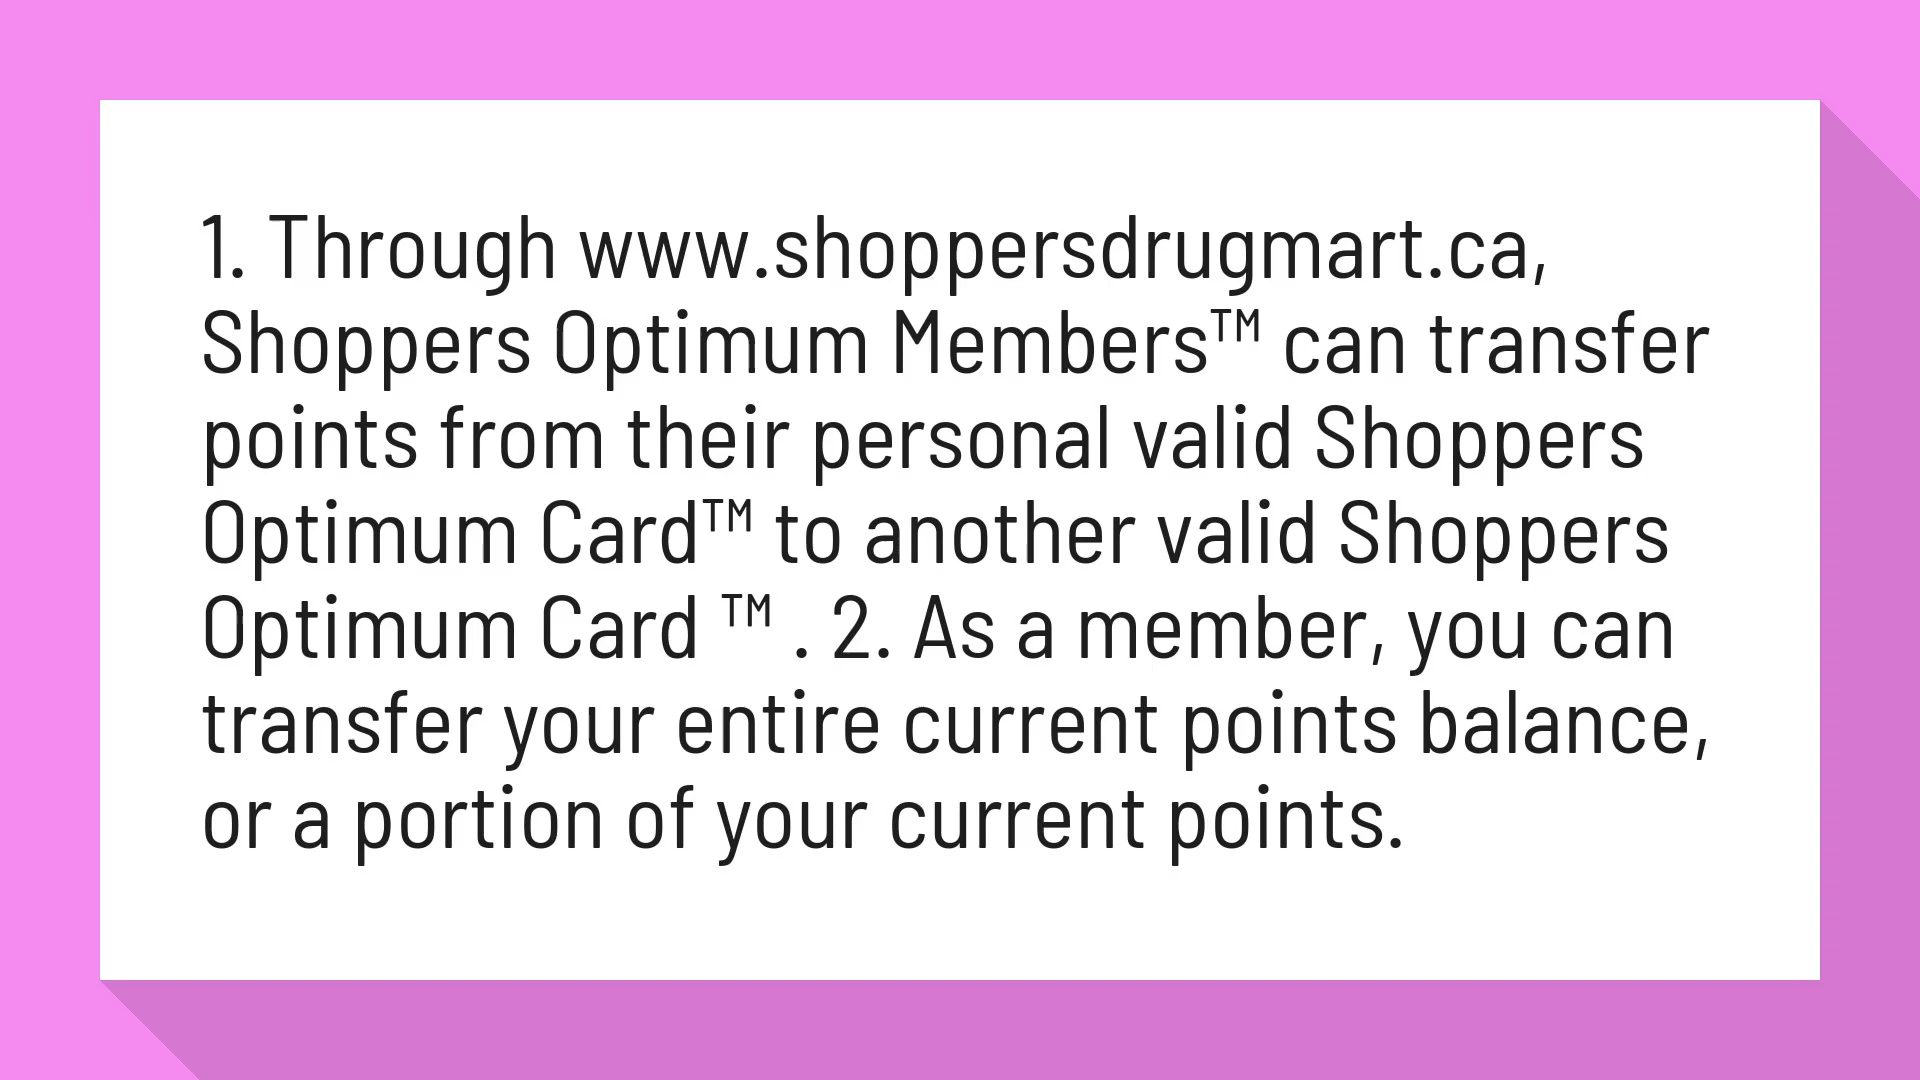 1. Through www.shoppersdrugmart.ca,
Shoppers Optimum Members™ can transfer
points from their personal valid Shoppers
Optimum Card™ to another valid Shoppers
Optimum Card ™ . 2. As a member, you can
transfer your entire current points balance,
or a portion of your current points.